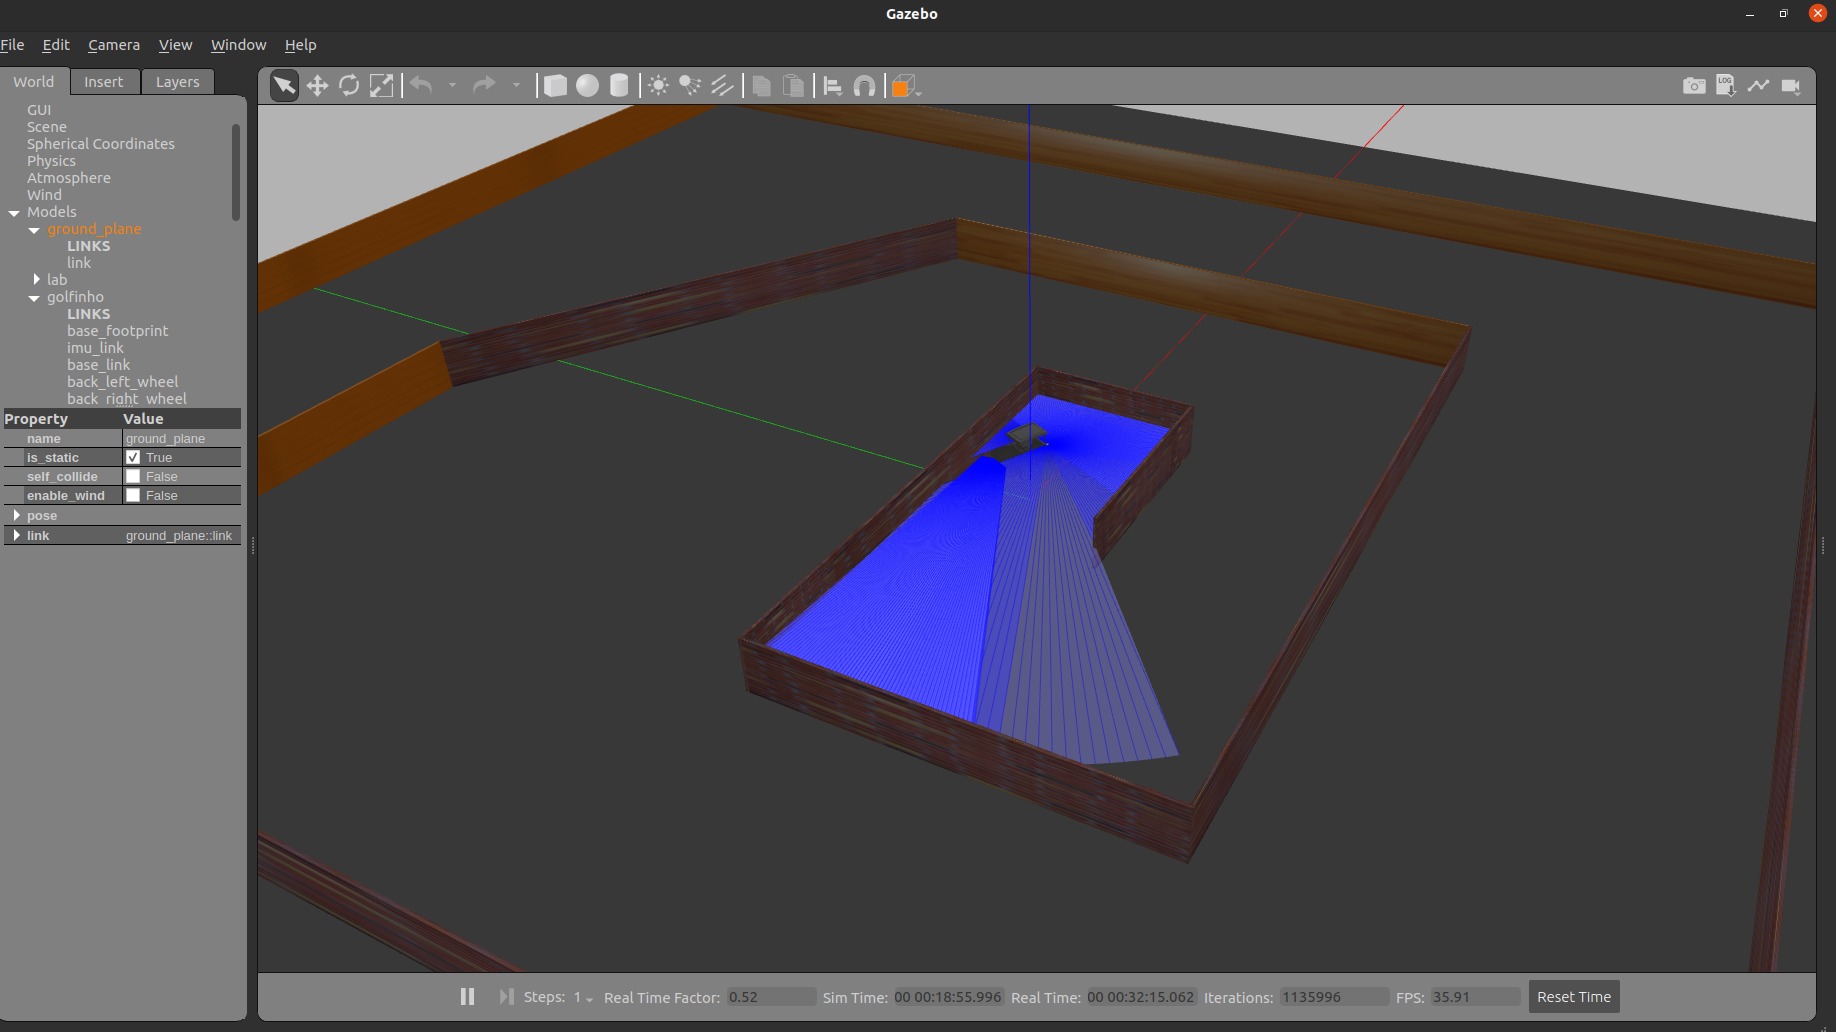 Gazebo
File Edit Camera View Window Help
World Insert Layers
LOG
GUI
Scene
Spherical Coordinates
Physics
Atmosphere
Wind
Models
ground_plane
LINKS
link
lab
golfinho
LINKS
base_footprint
imu_link
base_link
back_left_wheel
back_right_wheel
Property Value
name ground_plane
is_static True
self_collide False
enable_wind False
pose
link ground_plane::link
Steps: 1 Real Time Factor: 0.52 Sim Time: 00 00:18:55.996 Real Time: 00 00:32:15.062 Iterations: 1135996 FPS: 35.91 Reset Time